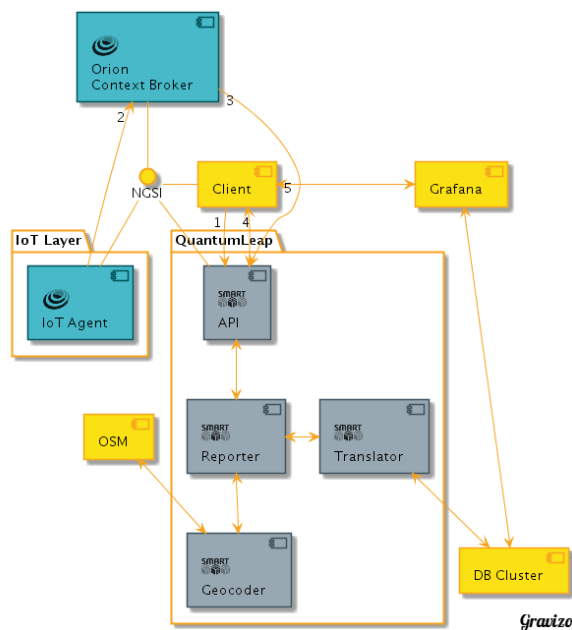 Orion
Context Broker
2
3
NGSI
Client
5
Grafana
1
4
IoT Layer
QuantumLeap
IoT Agent
SMART
API
OSM
SMART
Reporter
SMART
Translator
SMART
Geocoder
DB Cluster
Gravizo